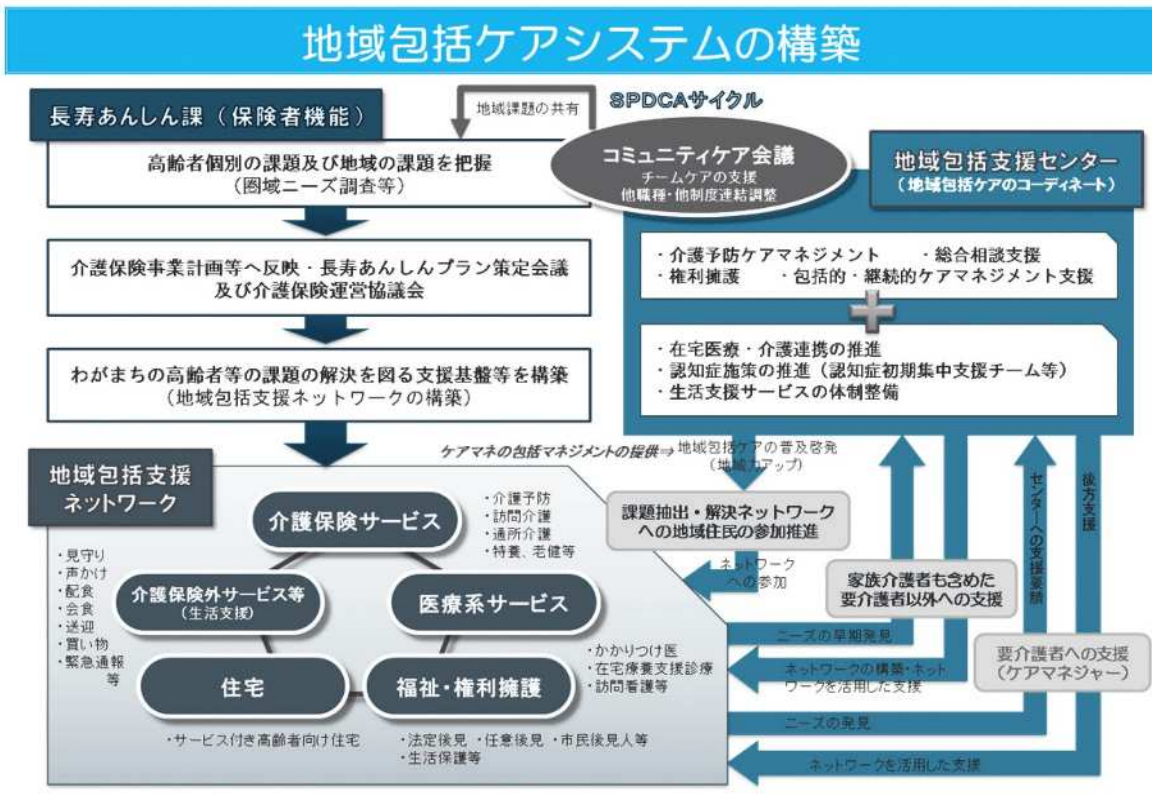 地域包括ケアシステムの構築
長寿あんしん課（保険者機能）
地域課題の共有
SPDCAサイクル
高齢者個別の課題及び地域の課題を把握
（圏域ニーズ調査等）
コミュニティケア会議
チームケアの支援
他職種・他制度連結調整
地域包括支援センター
（地域包括ケアのコーディネート）
介護保険事業計画等へ反映・長寿あんしんプラン策定会議
及び介護保険運営協議会
・介護予防ケアマネジメント　・総合相談支援
・権利擁護　・包括的・継続的ケアマネジメント支援
わがまちの高齢者等の課題の解決を図る支援基盤等を構築
（地域包括支援ネットワークの構築）
・在宅医療・介護連携の推進
・認知症施策の推進（認知症初期集中支援チーム等）
・生活支援サービスの体制整備
ケアマネの包括マネジメントの提供⇒
地域包括ケアの普及啓発
（地域力アップ）
地域包括支援
ネットワーク
介護保険サービス
・介護予防
・訪問介護
・通所介護
・特養、老健等
課題抽出・解決ネットワーク
への地域住民の参加推進
ネットワーク
への参加
センターへの支援要請
後方支援
・見守り
・声かけ
・配食
・会食
・送迎
・買い物
・緊急通報
等
介護保険外サービス等
（生活支援）
医療系サービス
家族介護者も含めた
要介護者以外への支援
ニーズの早期発見
・かかりつけ医
・在宅療養支援診療
・訪問看護等
ネットワークの構築・ネット
ワークを活用した支援
要介護者への支援
（ケアマネジャー）
住宅
福祉・権利擁護
ニーズの発見
・サービス付き高齢者向け住宅
・法定後見　・任意後見　・市民後見人等
・生活保護等
ネットワークを活用した支援